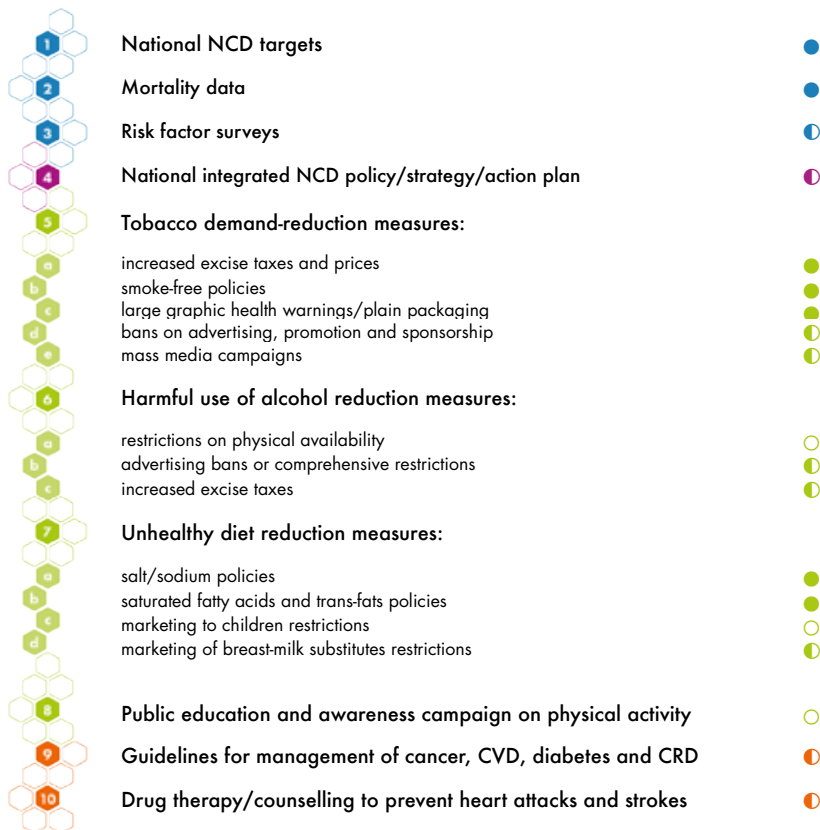 1 National NCD targets
2 Mortality data
3 Risk factor surveys
4 National integrated NCD policy/strategy/action plan
5 Tobacco demand-reduction measures:
a increased excise taxes and prices
b smoke-free policies
c large graphic health warnings/plain packaging
d bans on advertising, promotion and sponsorship
e mass media campaigns
6 Harmful use of alcohol reduction measures:
a restrictions on physical availability
b advertising bans or comprehensive restrictions
c increased excise taxes
7 Unhealthy diet reduction measures:
a salt/sodium policies
b saturated fatty acids and trans-fats policies
c marketing to children restrictions
d marketing of breast-milk substitutes restrictions
8 Public education and awareness campaign on physical activity
9 Guidelines for management of cancer, CVD, diabetes and CRD
10 Drug therapy/counselling to prevent heart attacks and strokes